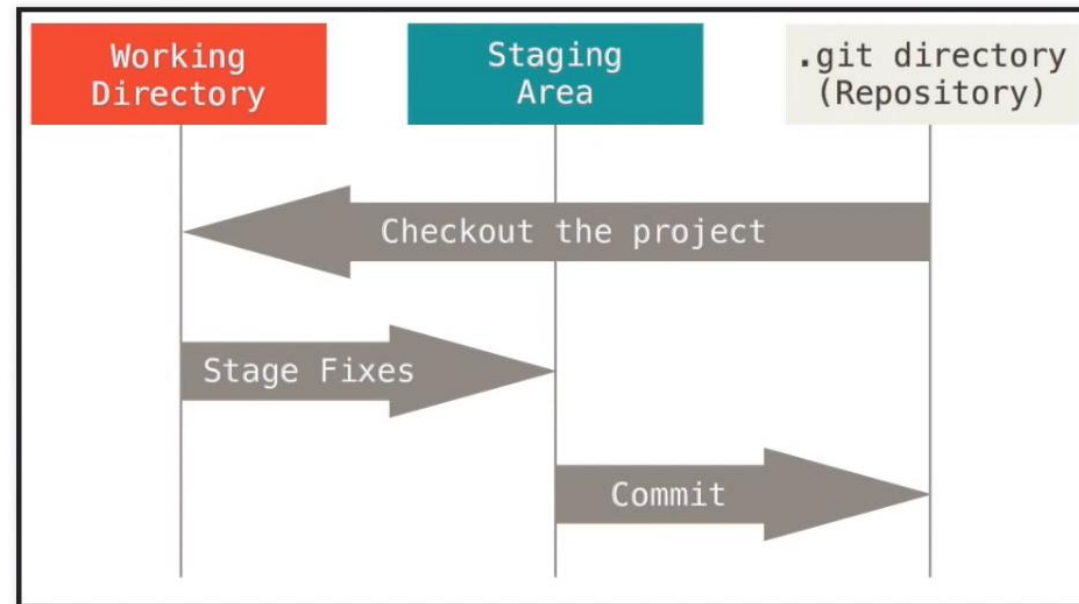 Working
Directory
Staging
Area
.git directory
(Repository)
Checkout the project
Stage Fixes
Commit